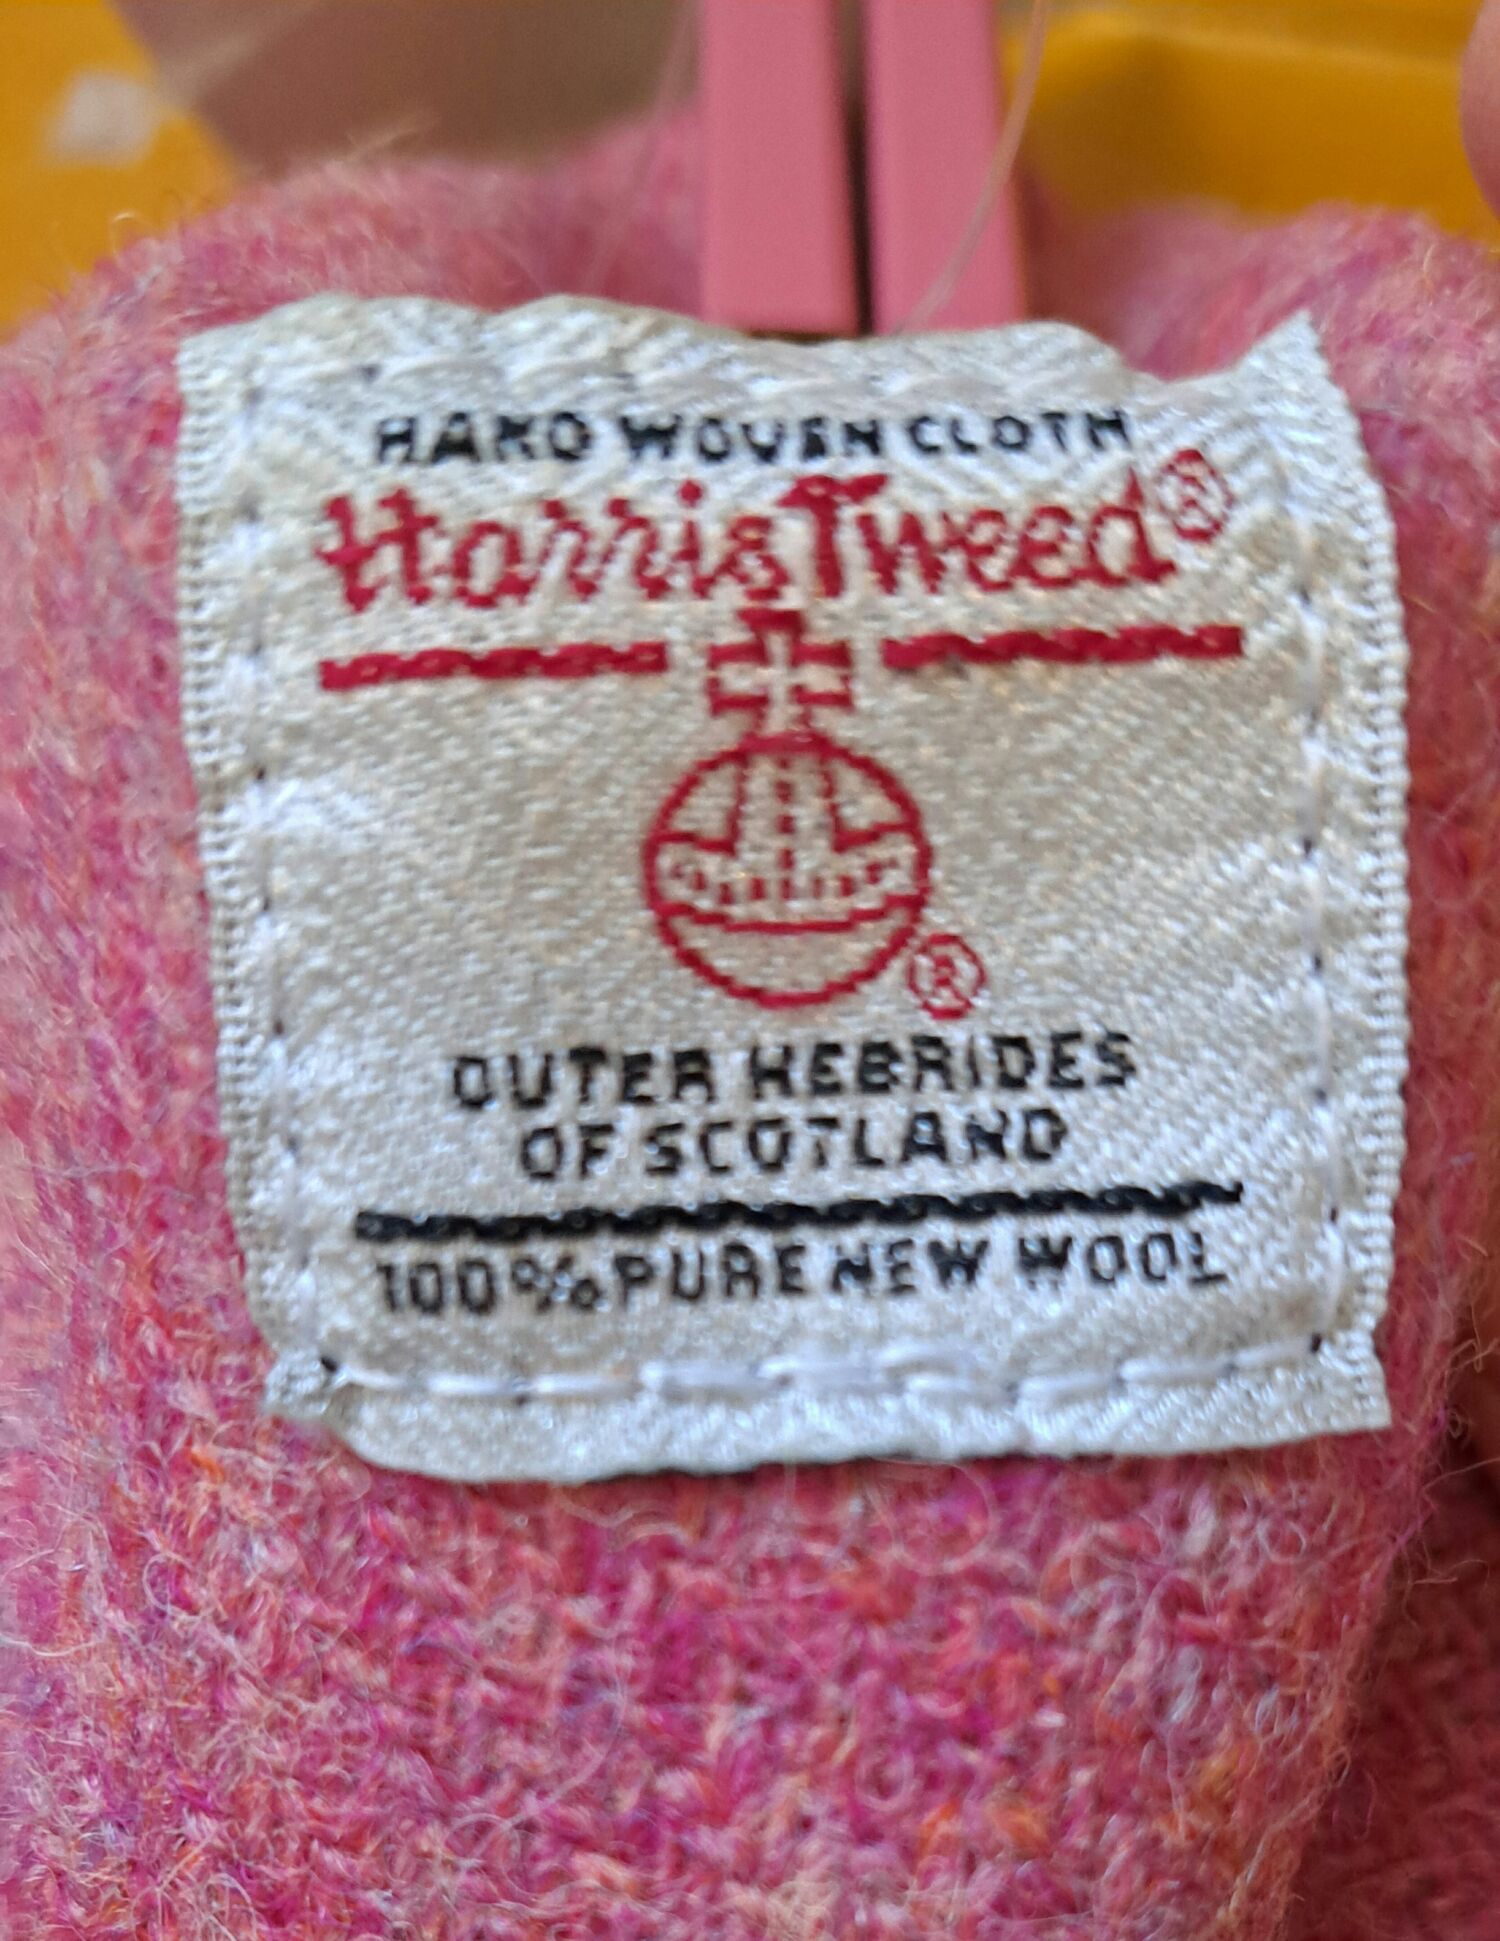 HAND WOVEN CLOTH
Harris Tweed®
®
OUTER HEBRIDES
OF SCOTLAND
100% PURE NEW WOOL